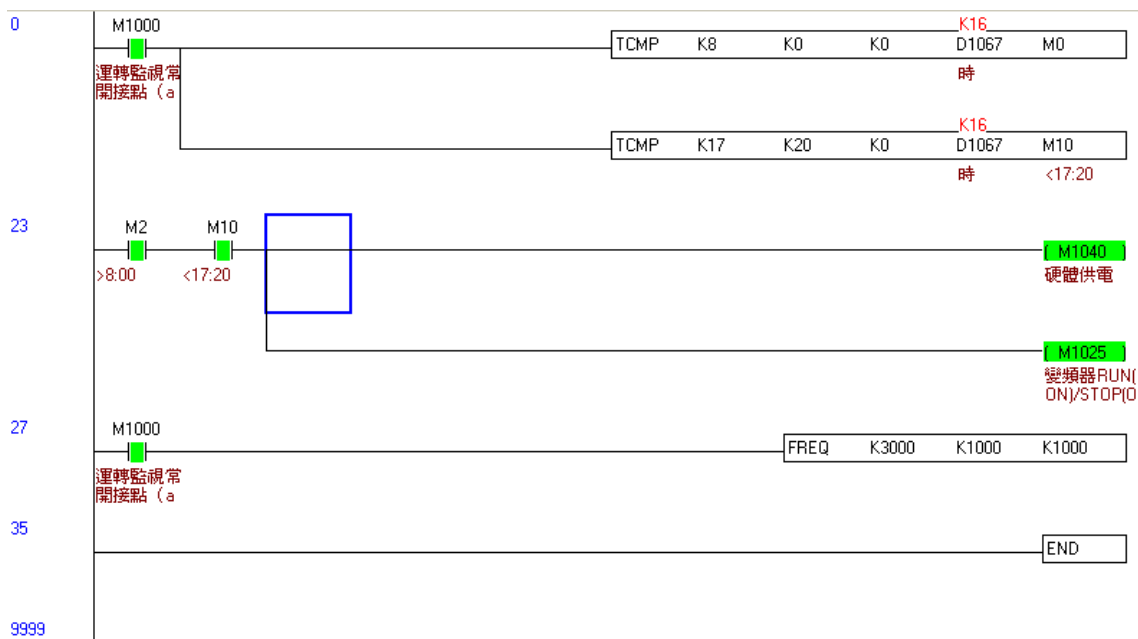 0
M1000
K16
TCMP K8 K0 K0 D1067 M0
運轉監視常
開接點（a
時
K16
TCMP K17 K20 K0 D1067 M10
時 <17:20
23
M2 M10
( M1040 )
>8:00 <17:20
硬體供電
( M1025 )
變頻器RUN(
ON)/STOP(O
27
M1000
FREQ K3000 K1000 K1000
運轉監視常
開接點（a
35
END
9999